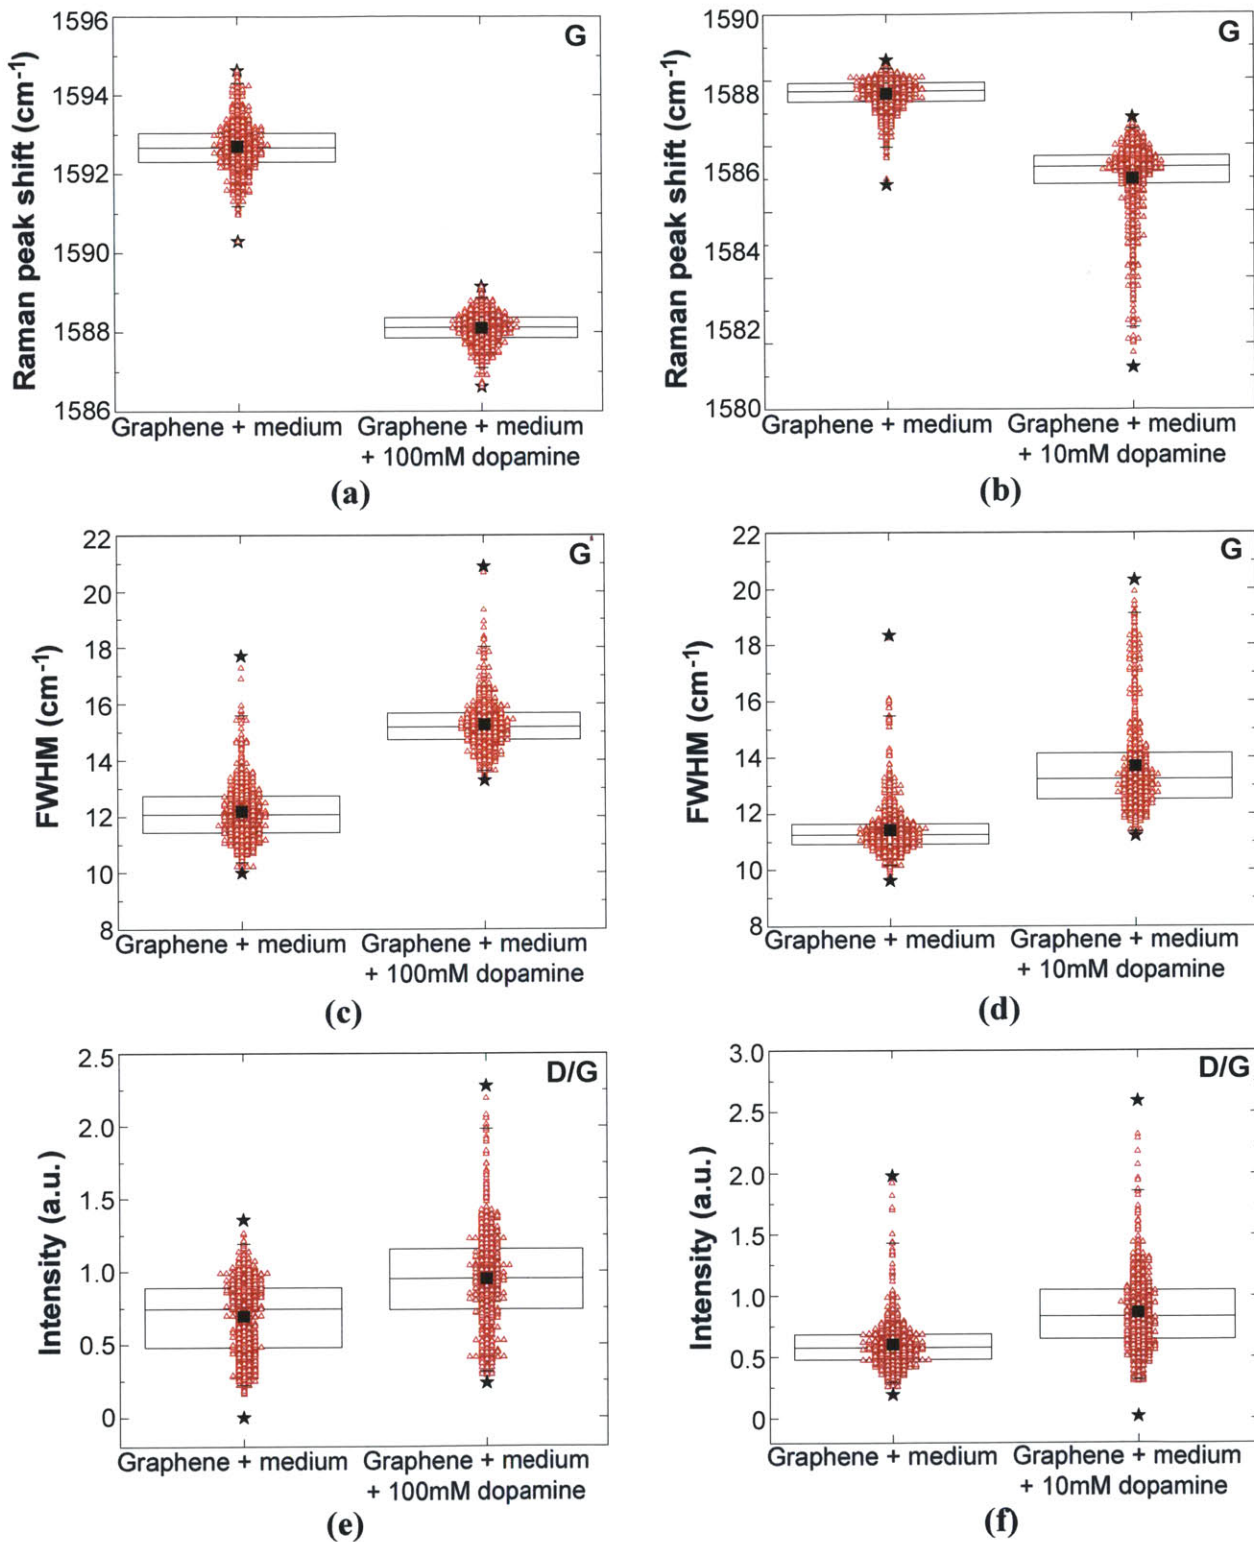 Raman peak shift (cm⁻¹)
1596
1594
1592
1590
1588
1586
G
Graphene + medium
Graphene + medium
+ 100mM dopamine
(a)
Raman peak shift (cm⁻¹)
1590
1588
1586
1584
1582
1580
G
Graphene + medium
Graphene + medium
+ 10mM dopamine
(b)
FWHM (cm⁻¹)
22
20
18
16
14
12
10
8
G
Graphene + medium
Graphene + medium
+ 100mM dopamine
(c)
FWHM (cm⁻¹)
22
20
18
16
14
12
10
8
G
Graphene + medium
Graphene + medium
+ 10mM dopamine
(d)
Intensity (a.u.)
2.5
2.0
1.5
1.0
0.5
0
D/G
Graphene + medium
Graphene + medium
+ 100mM dopamine
(e)
Intensity (a.u.)
3.0
2.5
2.0
1.5
1.0
0.5
0
D/G
Graphene + medium
Graphene + medium
+ 10mM dopamine
(f)